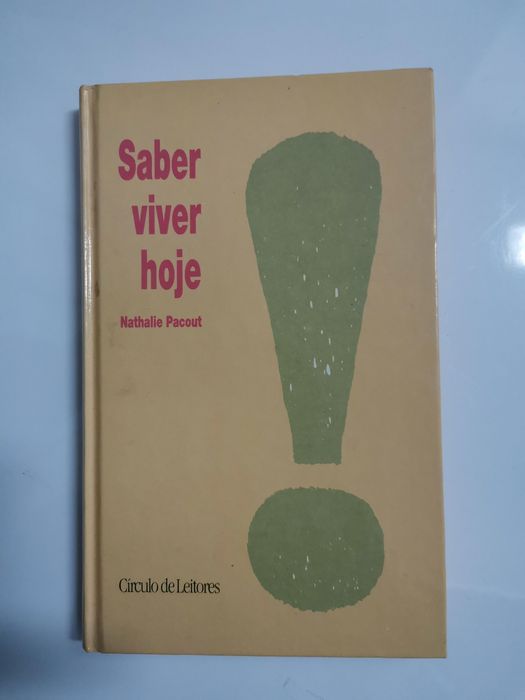 Saber
viver
hoje
Nathalie Pacout
Círculo de Leitores